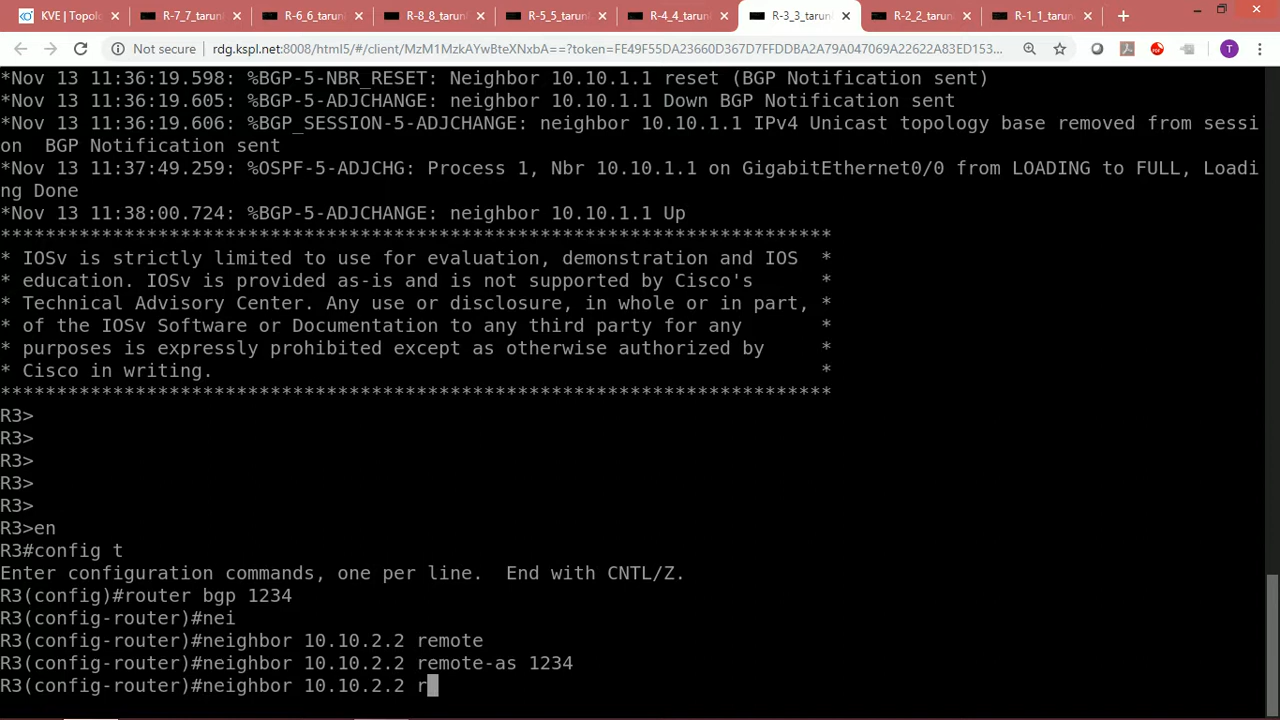 KVE | Topolo
R-7_7_tarunl
R-6_6_tarunl
R-8_8_tarunl
R-5_5_tarunl
R-4_4_tarunl
R-3_3_tarunl
R-2_2_tarunl
R-1_1_tarunl
Not secure
rdg.kspl.net:8008/html5/#/client/MzM1MzkAYwBteXNxbA==?token=FE49F55DA23660D367D7FFDDBA2A79A047069A22622A83ED153...
T
*Nov 13 11:36:19.598: %BGP-5-NBR_RESET: Neighbor 10.10.1.1 reset (BGP Notification sent)
*Nov 13 11:36:19.605: %BGP-5-ADJCHANGE: neighbor 10.10.1.1 Down BGP Notification sent
*Nov 13 11:36:19.606: %BGP_SESSION-5-ADJCHANGE: neighbor 10.10.1.1 IPv4 Unicast topology base removed from sessi
on  BGP Notification sent
*Nov 13 11:37:49.259: %OSPF-5-ADJCHG: Process 1, Nbr 10.10.1.1 on GigabitEthernet0/0 from LOADING to FULL, Loadi
ng Done
*Nov 13 11:38:00.724: %BGP-5-ADJCHANGE: neighbor 10.10.1.1 Up
**************************************************************************
* IOSv is strictly limited to use for evaluation, demonstration and IOS  *
* education. IOSv is provided as-is and is not supported by Cisco's      *
* Technical Advisory Center. Any use or disclosure, in whole or in part, *
* of the IOSv Software or Documentation to any third party for any       *
* purposes is expressly prohibited except as otherwise authorized by     *
* Cisco in writing.                                                      *
**************************************************************************
R3>
R3>
R3>
R3>
R3>
R3>en
R3#config t
Enter configuration commands, one per line.  End with CNTL/Z.
R3(config)#router bgp 1234
R3(config-router)#nei
R3(config-router)#neighbor 10.10.2.2 remote
R3(config-router)#neighbor 10.10.2.2 remote-as 1234
R3(config-router)#neighbor 10.10.2.2 r